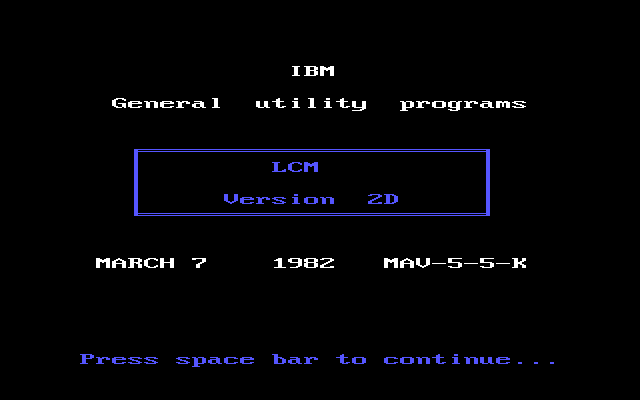 IBM
General utility programs
LCM
Version 2D
MARCH 7 1982 MAV-5-5-K
Press space bar to continue...